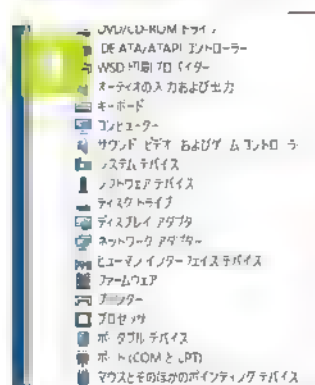 DVD/CD-ROM ドライブ
IDE ATA/ATAPI コントローラー
WSD 印刷プロバイダー
オーディオの入力および出力
キーボード
コンピューター
サウンド、ビデオ、およびゲーム コントローラー
システム デバイス
ソフトウェア デバイス
ディスク ドライブ
ディスプレイ アダプター
ネットワーク アダプター
ヒューマン インターフェイス デバイス
ファームウェア
プリンター
プロセッサ
ポータブル デバイス
ポート (COM と LPT)
マウスとそのほかのポインティング デバイス